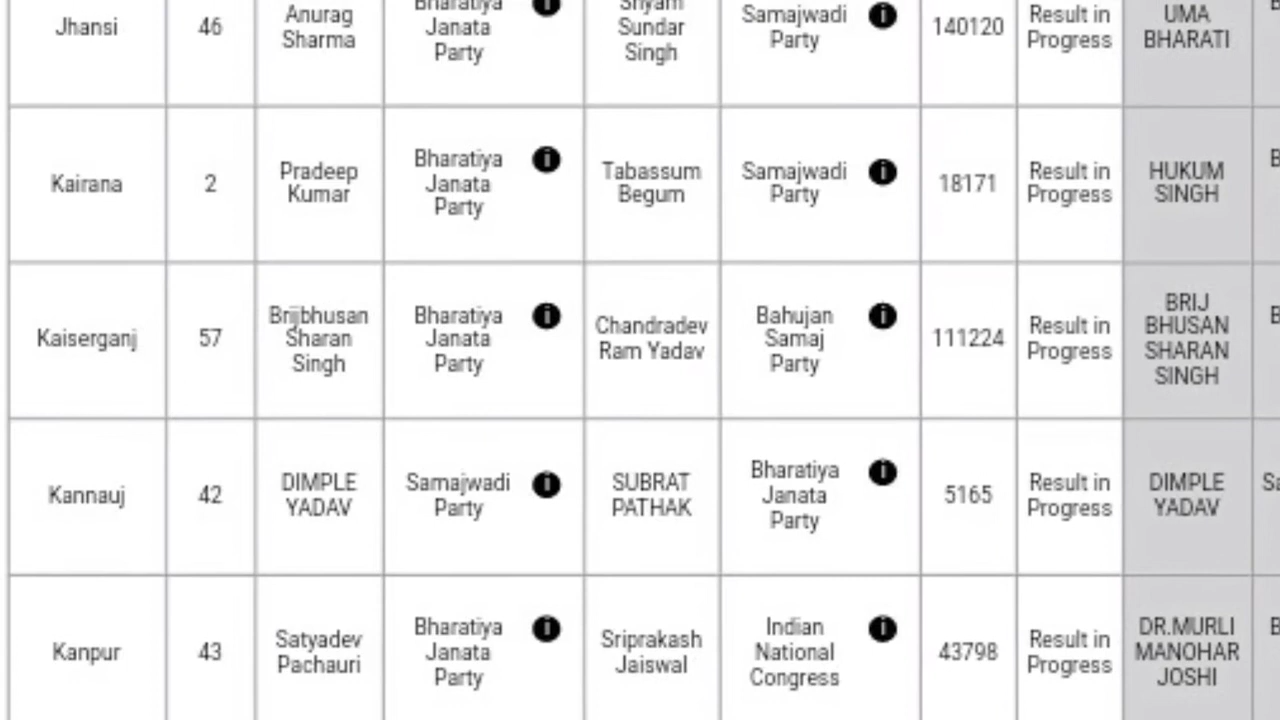 Jhansi 46 Anurag Sharma Bharatiya Janata Party Shyam Sundar Singh Samajwadi Party 140120 Result in Progress UMA BHARATI
Kairana 2 Pradeep Kumar Bharatiya Janata Party Tabassum Begum Samajwadi Party 18171 Result in Progress HUKUM SINGH
Kaiserganj 57 Brijbhusan Sharan Singh Bharatiya Janata Party Chandradev Ram Yadav Bahujan Samaj Party 111224 Result in Progress BRIJ BHUSAN SHARAN SINGH
Kannauj 42 DIMPLE YADAV Samajwadi Party SUBRAT PATHAK Bharatiya Janata Party 5165 Result in Progress DIMPLE YADAV
Kanpur 43 Satyadev Pachauri Bharatiya Janata Party Sriprakash Jaiswal Indian National Congress 43798 Result in Progress DR.MURLI MANOHAR JOSHI